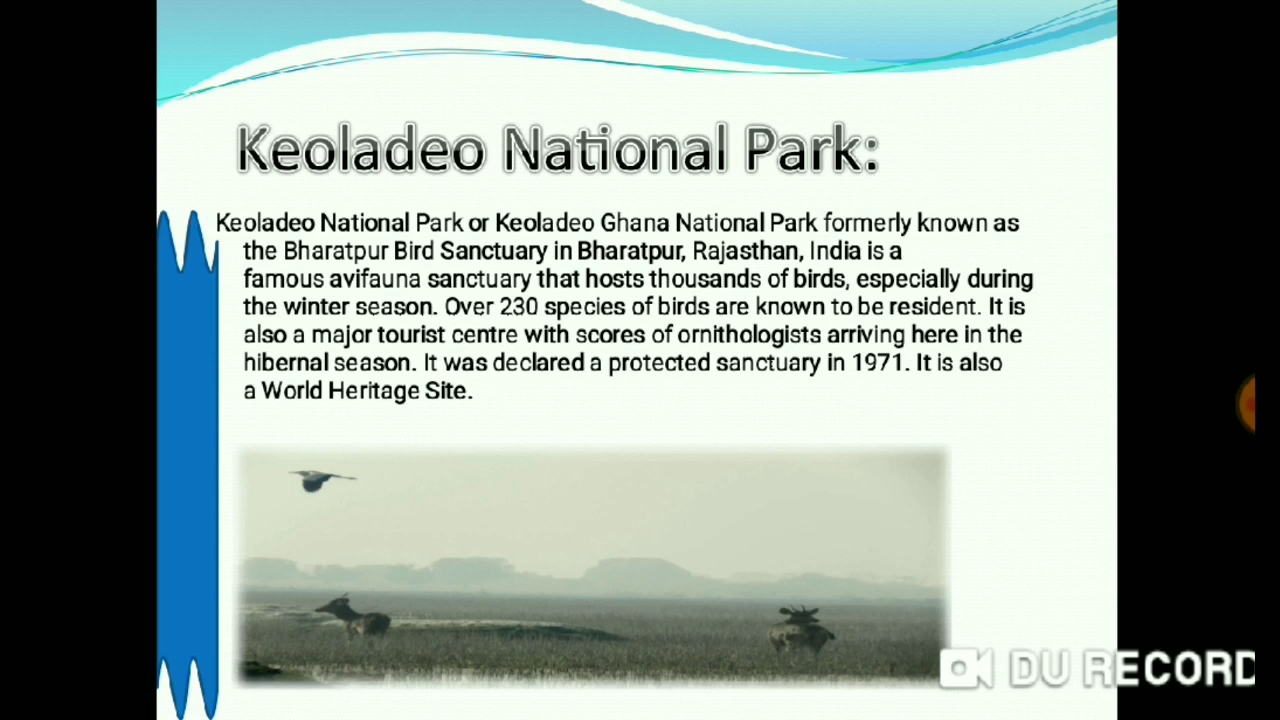 Keoladeo National Park:
Keoladeo National Park or Keoladeo Ghana National Park formerly known as
the Bharatpur Bird Sanctuary in Bharatpur, Rajasthan, India is a
famous avifauna sanctuary that hosts thousands of birds, especially during
the winter season. Over 230 species of birds are known to be resident. It is
also a major tourist centre with scores of ornithologists arriving here in the
hibernal season. It was declared a protected sanctuary in 1971. It is also
a World Heritage Site.
DU RECORD